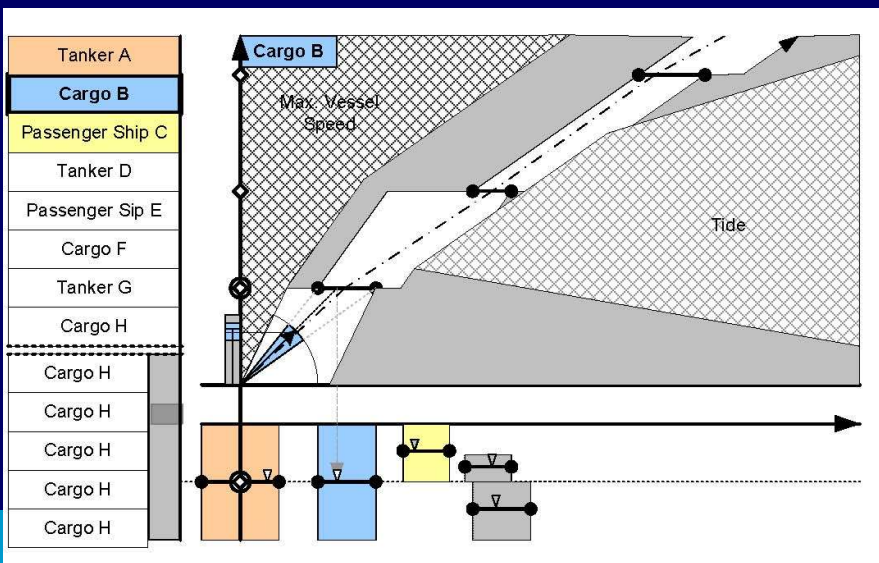 Tanker A
Cargo B
Passenger Ship C
Tanker D
Passenger Sip E
Cargo F
Tanker G
Cargo H
Cargo H
Cargo H
Cargo H
Cargo H
Cargo H
Cargo B
Max. Vessel
Speed
Tide